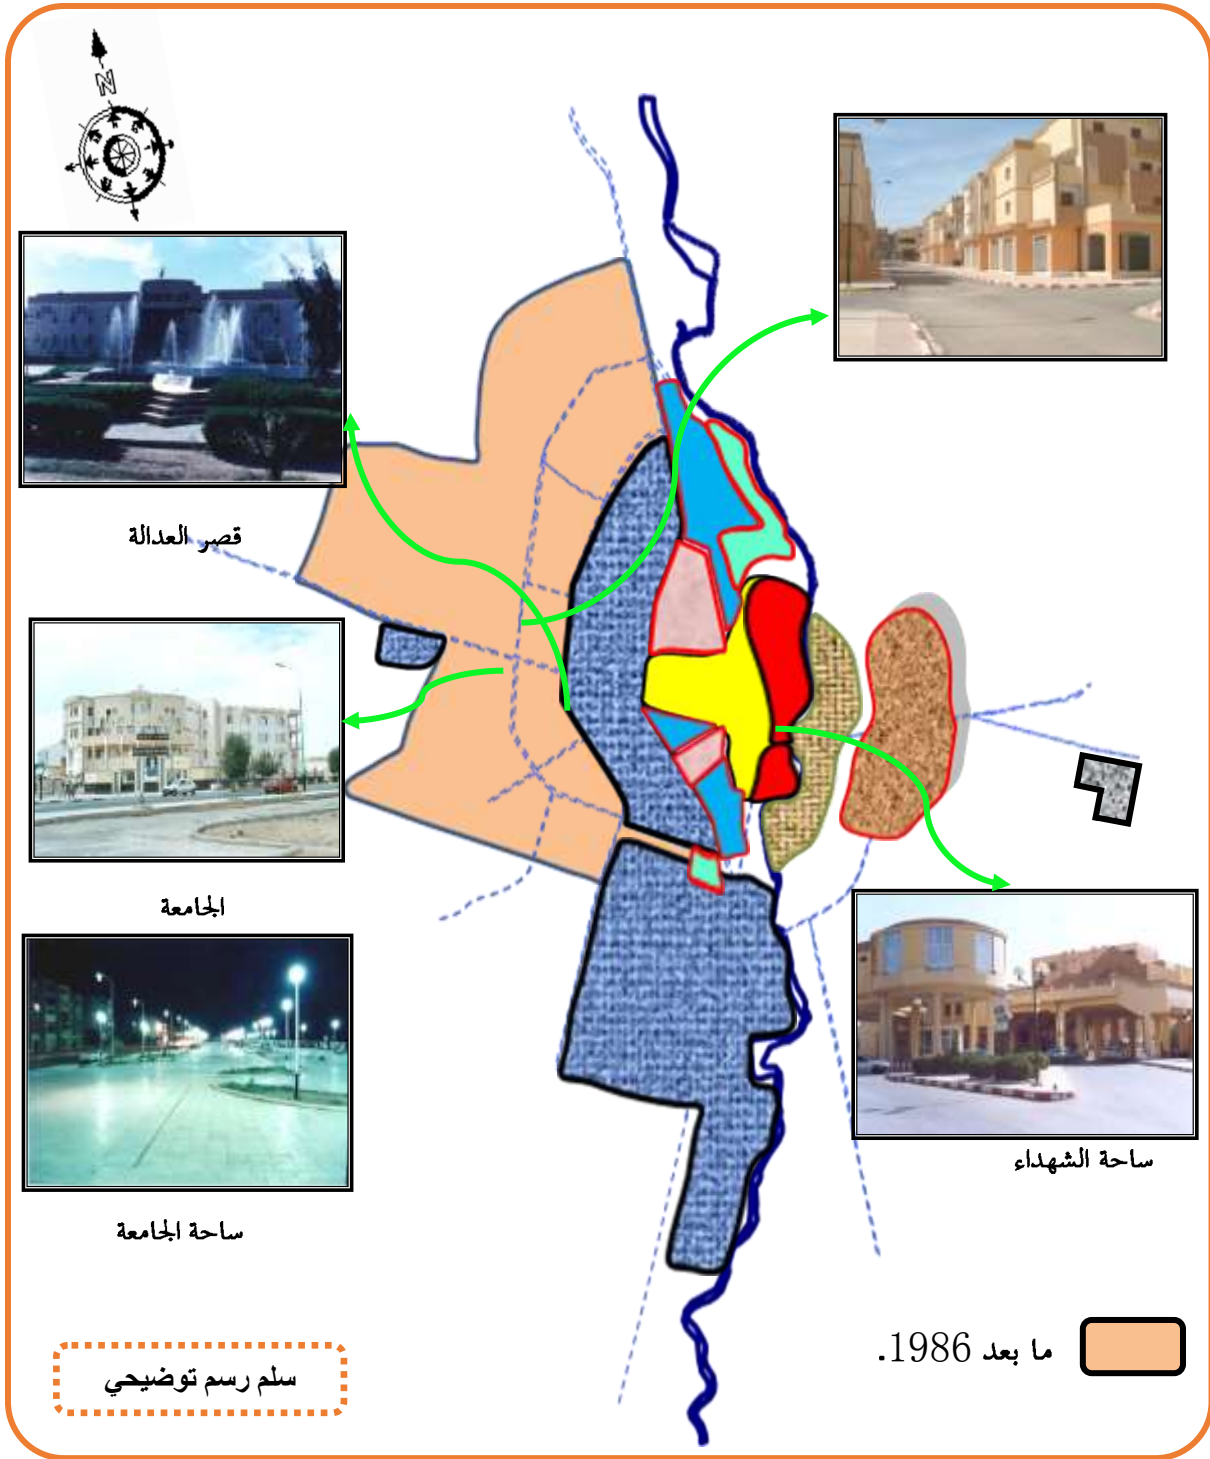 N
قصر العدالة
الجامعة
ساحة الشهداء
ساحة الجامعة
ما بعد 1986.
سلم رسم توضيحي